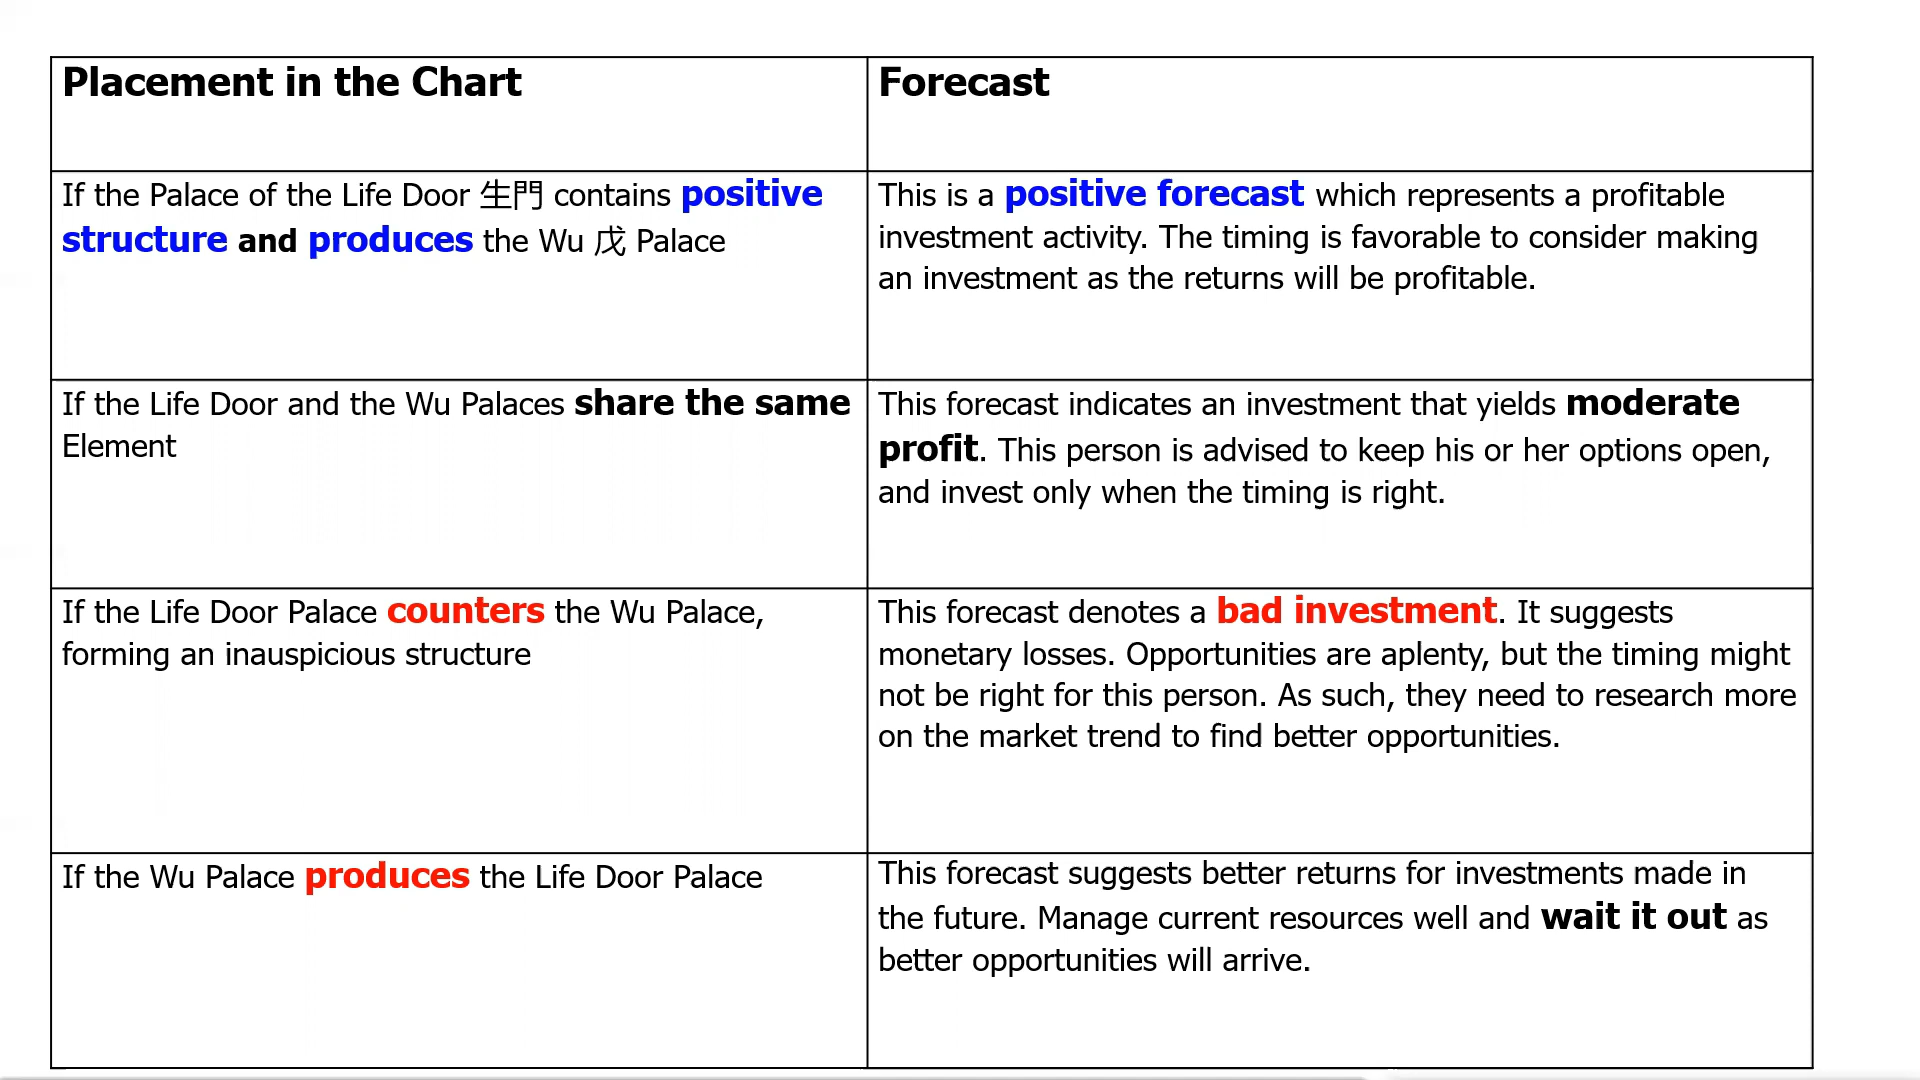 Placement in the Chart
Forecast
If the Palace of the Life Door 生門 contains positive
structure and produces the Wu 戊 Palace
This is a positive forecast which represents a profitable
investment activity. The timing is favorable to consider making
an investment as the returns will be profitable.
If the Life Door and the Wu Palaces share the same
Element
This forecast indicates an investment that yields moderate
profit. This person is advised to keep his or her options open,
and invest only when the timing is right.
If the Life Door Palace counters the Wu Palace,
forming an inauspicious structure
This forecast denotes a bad investment. It suggests
monetary losses. Opportunities are aplenty, but the timing might
not be right for this person. As such, they need to research more
on the market trend to find better opportunities.
If the Wu Palace produces the Life Door Palace
This forecast suggests better returns for investments made in
the future. Manage current resources well and wait it out as
better opportunities will arrive.